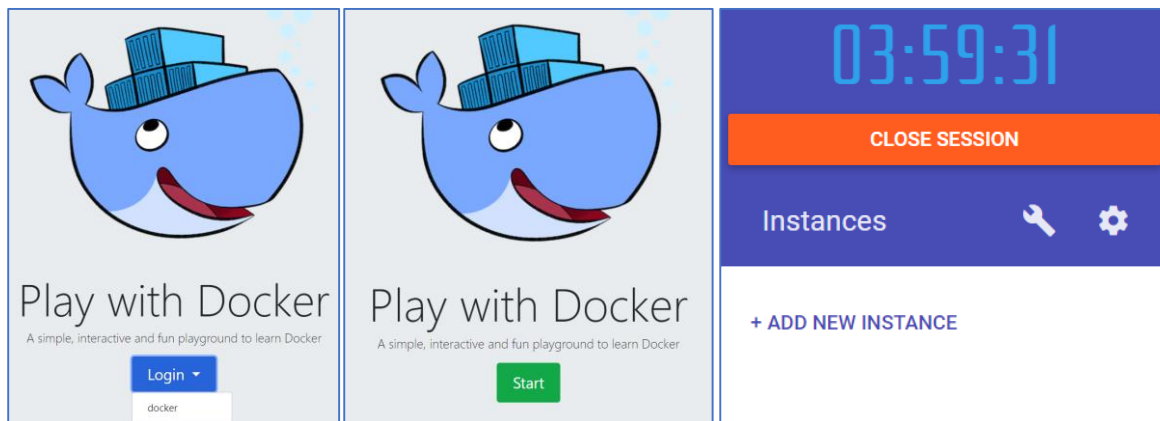 Play with Docker
A simple, interactive and fun playground to learn Docker
Login
docker
Play with Docker
A simple, interactive and fun playground to learn Docker
Start
03:59:31
CLOSE SESSION
Instances
+ ADD NEW INSTANCE